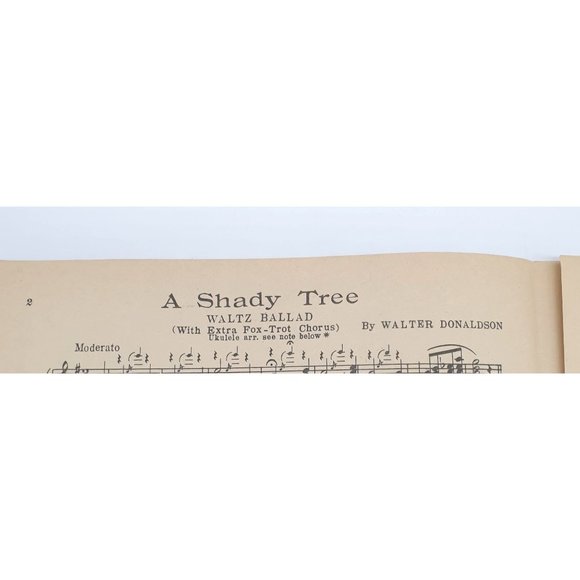 2
A Shady Tree
WALTZ BALLAD
(With Extra Fox-Trot Chorus)
Ukulele arr. see note below *
By WALTER DONALDSON
Moderato